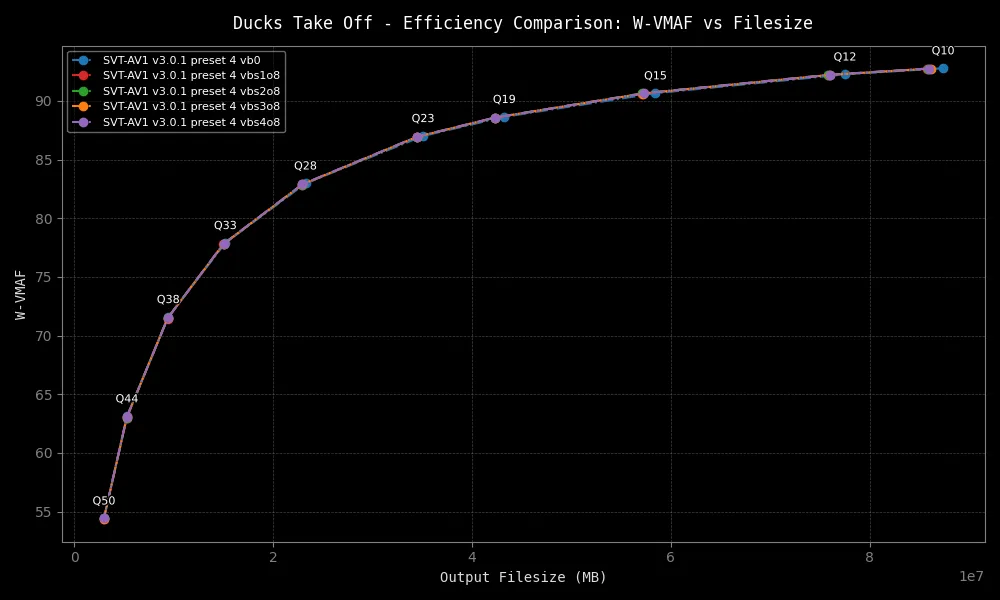 Ducks Take Off - Efficiency Comparison: W-VMAF vs Filesize
SVT-AV1 v3.0.1 preset 4 vb0
SVT-AV1 v3.0.1 preset 4 vbs1o8
SVT-AV1 v3.0.1 preset 4 vbs2o8
SVT-AV1 v3.0.1 preset 4 vbs3o8
SVT-AV1 v3.0.1 preset 4 vbs4o8
Q10
Q12
Q15
Q19
Q23
Q28
Q33
Q38
Q44
Q50
W-VMAF
90
85
80
75
70
65
60
55
0 2 4 6 8
1e7
Output Filesize (MB)